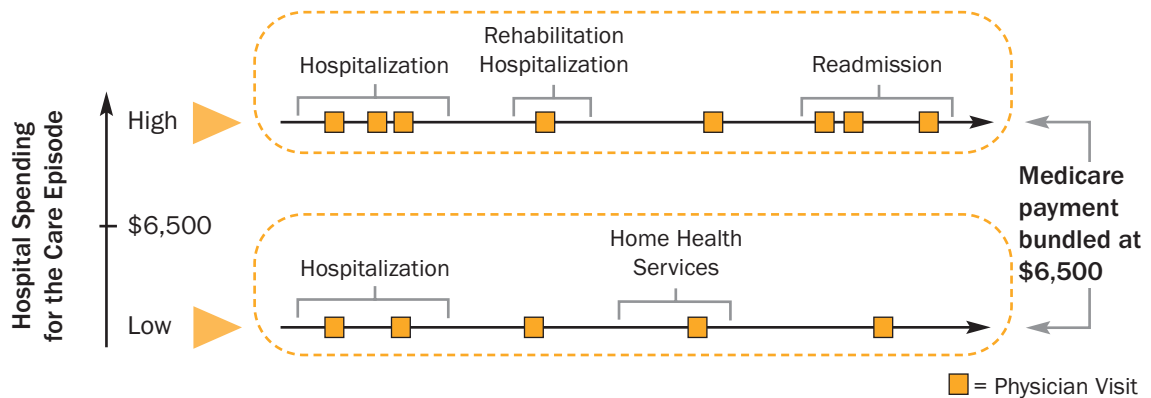 Hospital Spending
for the Care Episode
High
$6,500
Low
Hospitalization
Rehabilitation
Hospitalization
Readmission
Hospitalization
Home Health
Services
Medicare
payment
bundled at
$6,500
= Physician Visit